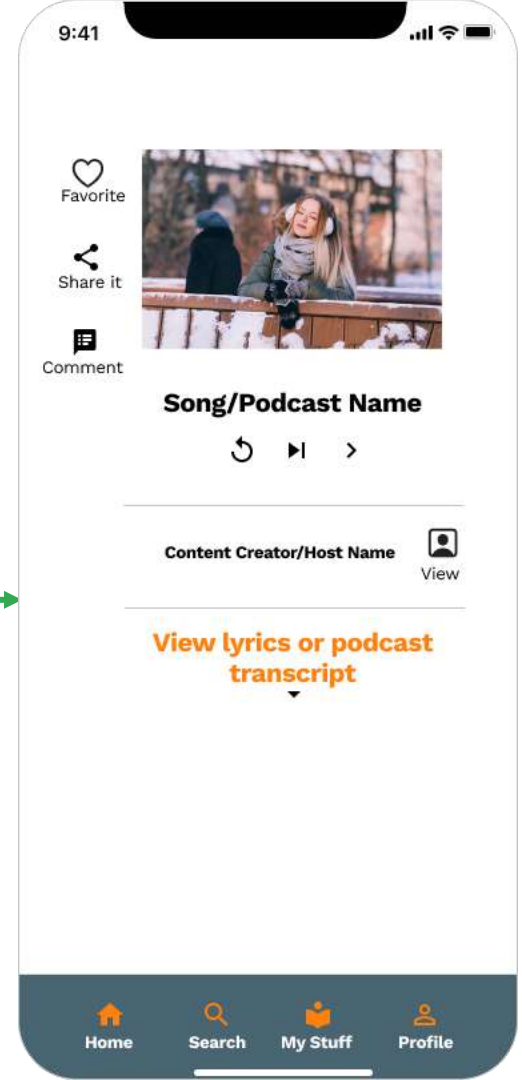 9:41
Favorite
Share it
Comment
Song/Podcast Name
Content Creator/Host Name
View
View lyrics or podcast
transcript
Home
Search
My Stuff
Profile